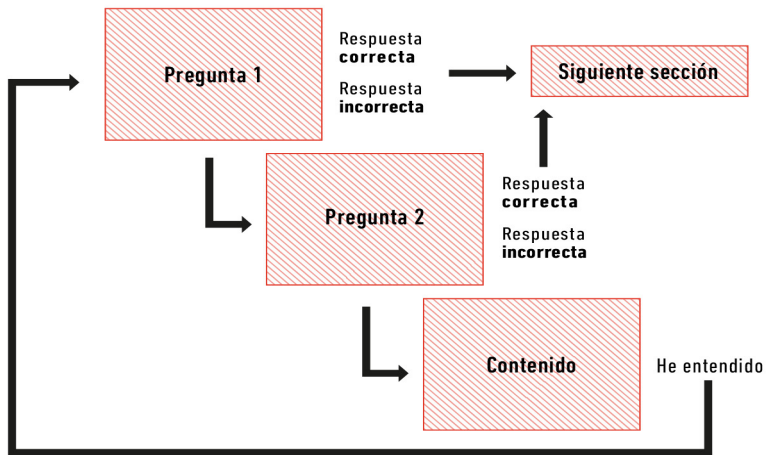 Pregunta 1
Respuesta
correcta
Respuesta
incorrecta
Siguiente sección
Pregunta 2
Respuesta
correcta
Respuesta
incorrecta
Contenido
He entendido